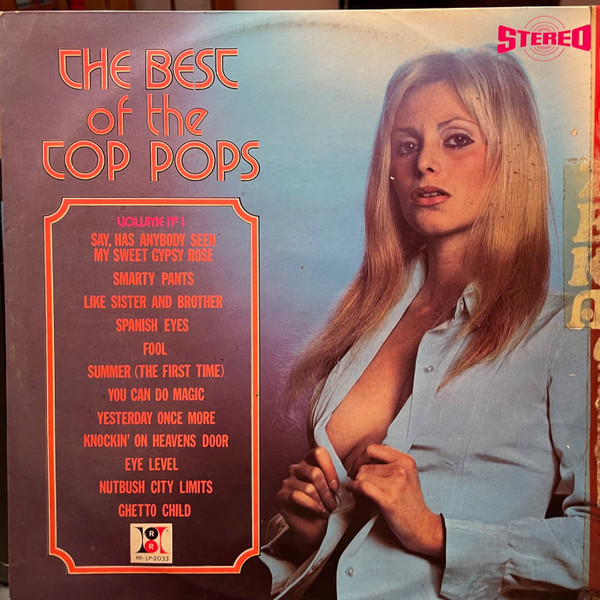 THE BEST
of the
TOP POPS
STEREO
VOLUME Nº 1
SAY, HAS ANYBODY SEEN
MY SWEET GYPSY ROSE
SMARTY PANTS
LIKE SISTER AND BROTHER
SPANISH EYES
FOOL
SUMMER (THE FIRST TIME)
YOU CAN DO MAGIC
YESTERDAY ONCE MORE
KNOCKIN' ON HEAVENS DOOR
EYE LEVEL
NUTBUSH CITY LIMITS
GHETTO CHILD
R
R
RR-LP-2033